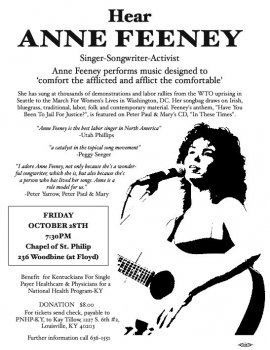 Hear
ANNE FEENEY
Singer-Songwriter-Activist
Anne Feeney performs music designed to
'comfort the afflicted and afflict the comfortable'
She has sung at thousands of demonstrations and labor rallies from the WTO uprising in
Seattle to the March For Women's Lives in Washington, DC. Her songbag draws on Irish,
bluegrass, traditional, labor, folk and contemporary material. Feeney's anthem, "Have You
Been To Jail For Justice?", is featured on Peter Paul & Mary's CD, "In These Times".
"Anne Feeney is the best labor singer in North America"
-Utah Phillips
"a catalyst in the topical song movement"
-Peggy Seeger
"I adore Anne Feeney, not only because she's a wonder-
ful songwriter, which she is, but also because she's
a person who has lived her song. Anne is a
role model for us."
-Peter Yarrow, Peter Paul & Mary
FRIDAY
OCTOBER 28TH
7:30PM
Chapel of St. Philip
236 Woodbine (at Floyd)
Benefit for Kentuckians For Single
Payer Healthcare & Physicians for a
National Health Program-KY
DONATION $8.00
For tickets send check, payable to
PNHP-KY, to Kay Tillow, 1227 S. 6th #2,
Louisville, KY 40203
Further information call 636-1551